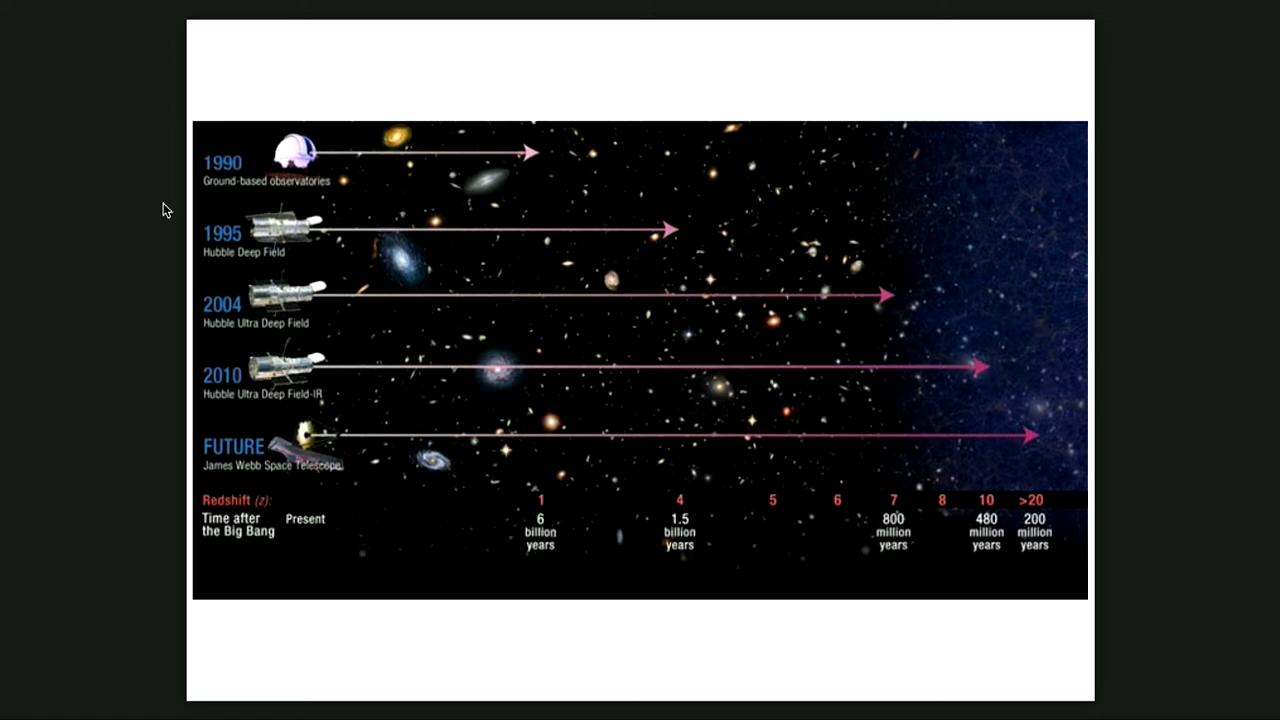 1990
Ground-based observatories
1995
Hubble Deep Field
2004
Hubble Ultra Deep Field
2010
Hubble Ultra Deep Field-IR
FUTURE
James Webb Space Telescope
Redshift (z): 1 4 5 6 7 8 10 >20
Time after Present 6 1.5 800 480 200
the Big Bang billion billion million million million
years years years years years